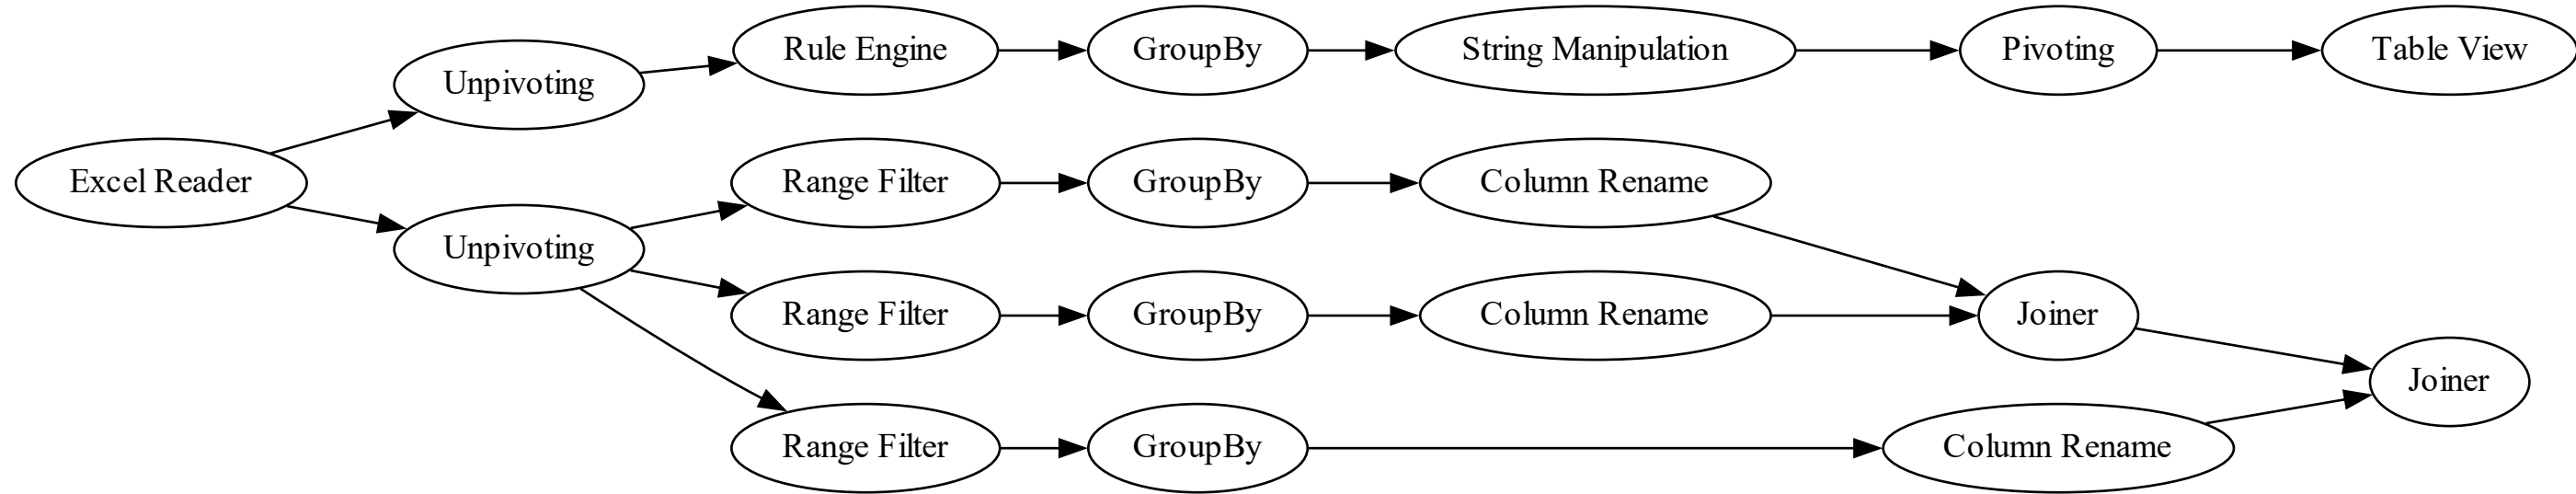 Rule Engine
GroupBy
String Manipulation
Pivoting
Table View
Unpivoting
Excel Reader
Range Filter
GroupBy
Column Rename
Unpivoting
Range Filter
GroupBy
Column Rename
Joiner
Joiner
Range Filter
GroupBy
Column Rename